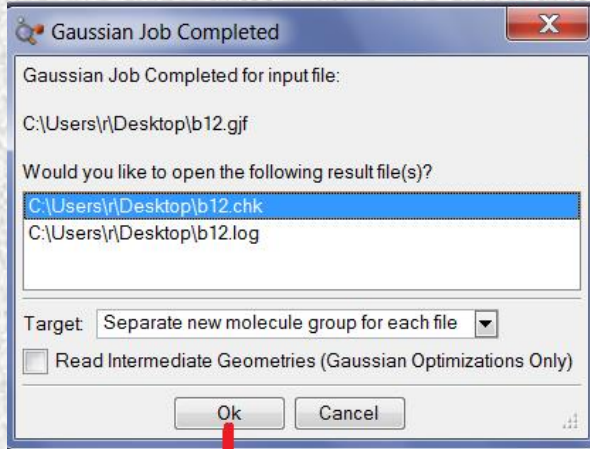 Gaussian Job Completed
X
Gaussian Job Completed for input file:
C:\Users\r\Desktop\b12.gjf
Would you like to open the following result file(s)?
C:\Users\r\Desktop\b12.chk
C:\Users\r\Desktop\b12.log
Target: Separate new molecule group for each file
Read Intermediate Geometries (Gaussian Optimizations Only)
Ok Cancel